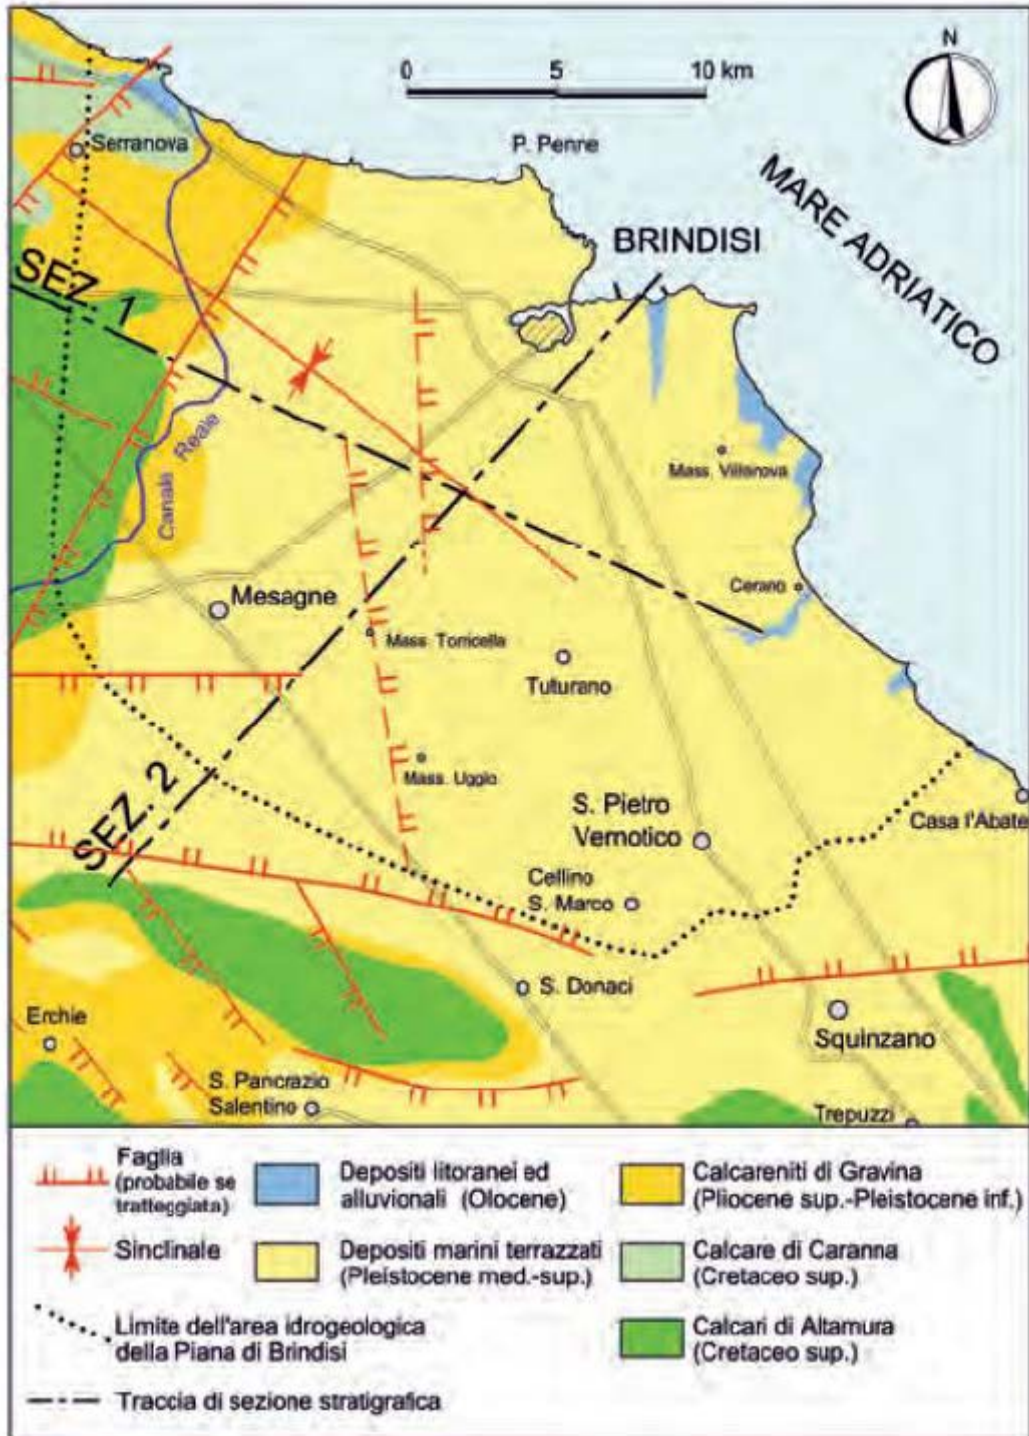 N
0 5 10 km
P. Penne
Serranova
MARE ADRIATICO
BRINDISI
SEZ. 1
Canale Reale
Mass. Villanova
Cerano
Mesagne
Mass. Torricella
Tuturano
Mass. Uggio
SEZ. 2
S. Pietro
Vernotico
Casa l'Abate
Cellino
S. Marco
S. Donaci
Erchie
Squinzano
S. Pancrazio
Salentino
Trepuzzi
Faglia
(probabile se
tratteggiata)
Sinclinale
Limite dell'area idrogeologica
della Piana di Brindisi
Traccia di sezione stratigrafica
Depositi litoranei ed
alluvionali (Olocene)
Depositi marini terrazzati
(Pleistocene med.-sup.)
Calcareniti di Gravina
(Pliocene sup.-Pleistocene inf.)
Calcare di Caranna
(Cretaceo sup.)
Calcari di Altamura
(Cretaceo sup.)